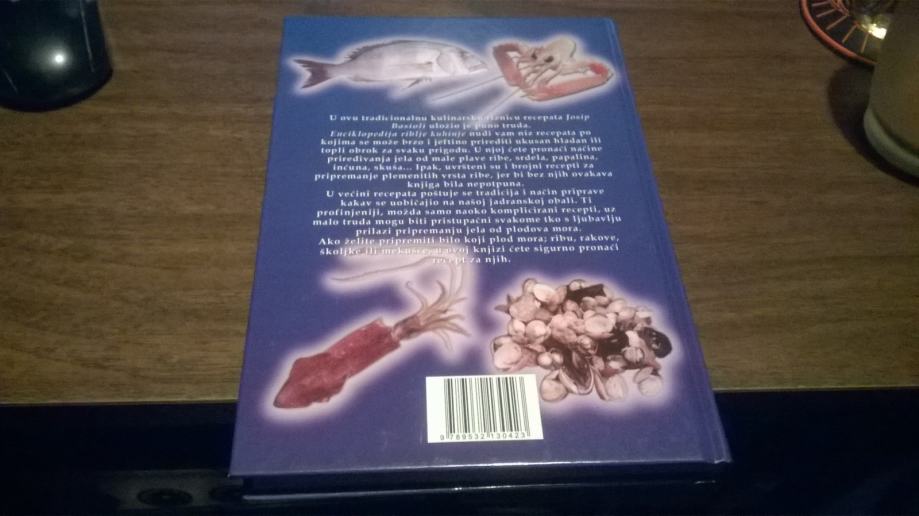 U ovu tradicionalnu kulinarsku riznicu recepata Josip
Basioli uložio je puno truda.
Enciklopedija riblje kuhinje nudi vam niz recepata po
kojima se može brzo i jeftino prirediti ukusan hladan ili
topli obrok za svaku prigodu. U njoj ćete pronaći načine
priređivanja jela od male plave ribe, srdela, papalina,
inćuna, skuša... Ipak, uvršteni su i brojni recepti za
pripremanje plemenitih vrsta ribe, jer bi bez njih ovakava
knjiga bila nepotpuna.
U većini recepata poštuje se tradicija i način priprave
kakav se uobičajio na našoj jadranskoj obali. Ti
profinjeniji, možda samo naoko komplicirani recepti, uz
malo truda mogu biti pristupačni svakome tko s ljubavlju
prilazi pripremanju jela od plodova mora.
Ako želite pripremiti bilo koji plod mora; ribu, rakove,
školjke ili mekušce, u ovoj knjizi ćete sigurno pronaći
recept za njih.
9 789532 130423